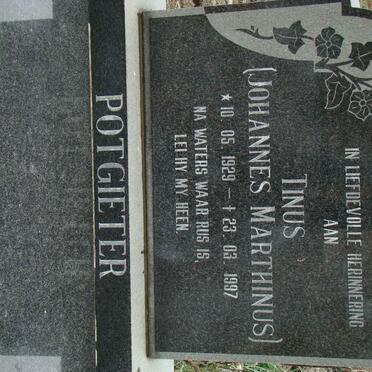 IN LIEFDEVOLLE HERINNERING
AAN
TINUS
(JOHANNES MARTHINUS)
★ 10. 05. 1929 — † 23. 03. 1997
NA WATERS WAAR RUS IS,
LEI HY MY HEEN.
POTGIETER